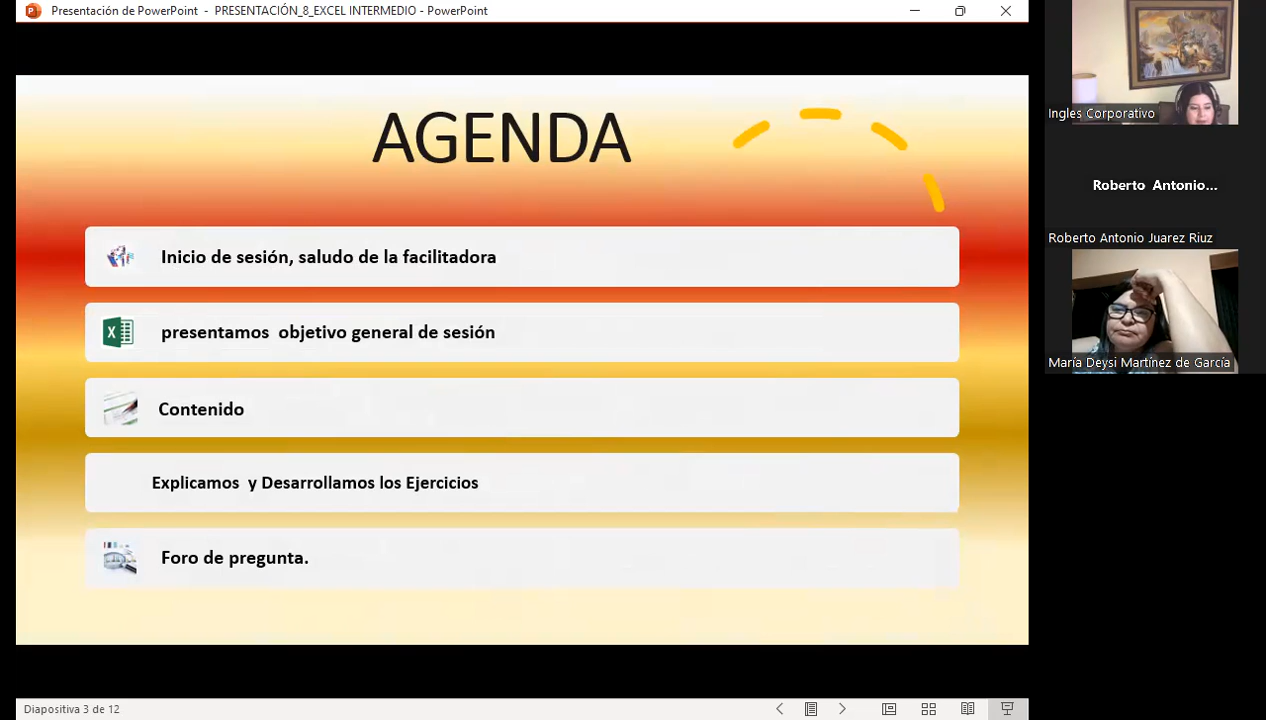 Presentación de PowerPoint - PRESENTACIÓN_8_EXCEL INTERMEDIO - PowerPoint
AGENDA
Inicio de sesión, saludo de la facilitadora
presentamos objetivo general de sesión
Contenido
Explicamos y Desarrollamos los Ejercicios
Foro de pregunta.
Diapositiva 3 de 12
Ingles Corporativo
Roberto Antonio...
Roberto Antonio Juarez Riuz
María Deysi Martínez de García